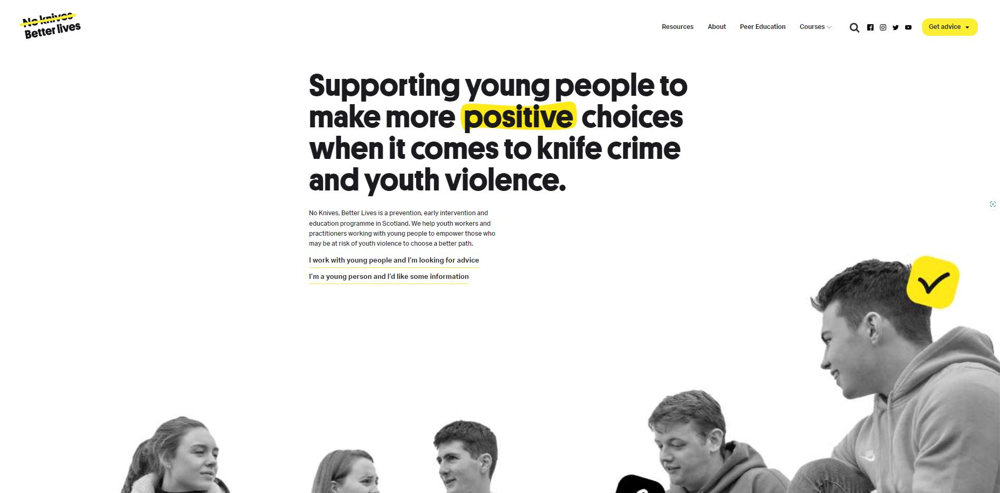 No knives
Better lives
Resources
About
Peer Education
Courses
Get advice
Supporting young people to
make more positive choices
when it comes to knife crime
and youth violence.
No Knives, Better Lives is a prevention, early intervention and
education programme in Scotland. We help youth workers and
practitioners working with young people to empower those who
may be at risk of youth violence to choose a better path.
I work with young people and I'm looking for advice
I'm a young person and I'd like some information